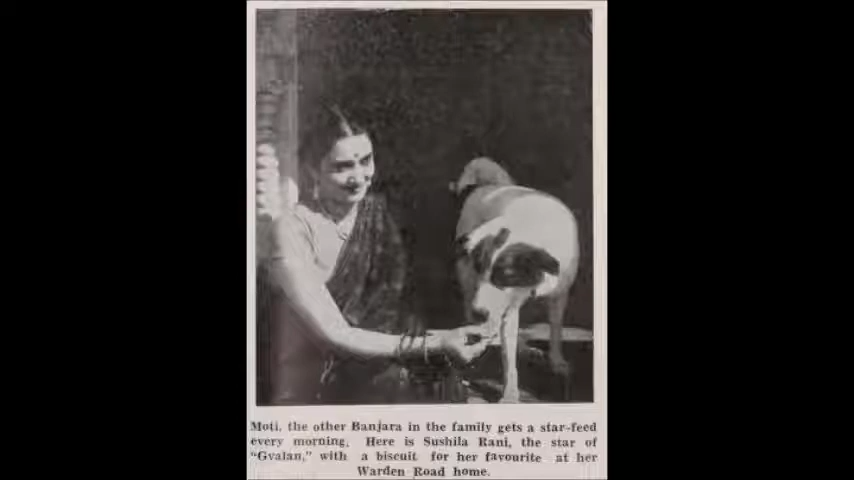 Moti, the other Banjara in the family gets a star-feed
every morning. Here is Sushila Rani, the star of
"Gvalan," with a biscuit for her favourite at her
Warden Road home.